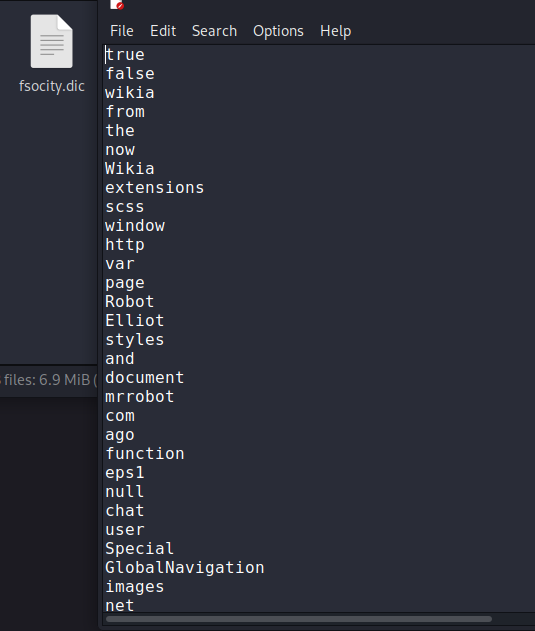 File Edit Search Options Help
fsocity.dic
files: 6.9 MiB (
true
false
wikia
from
the
now
Wikia
extensions
scss
window
http
var
page
Robot
Elliot
styles
and
document
mrrobot
com
ago
function
eps1
null
chat
user
Special
GlobalNavigation
images
net